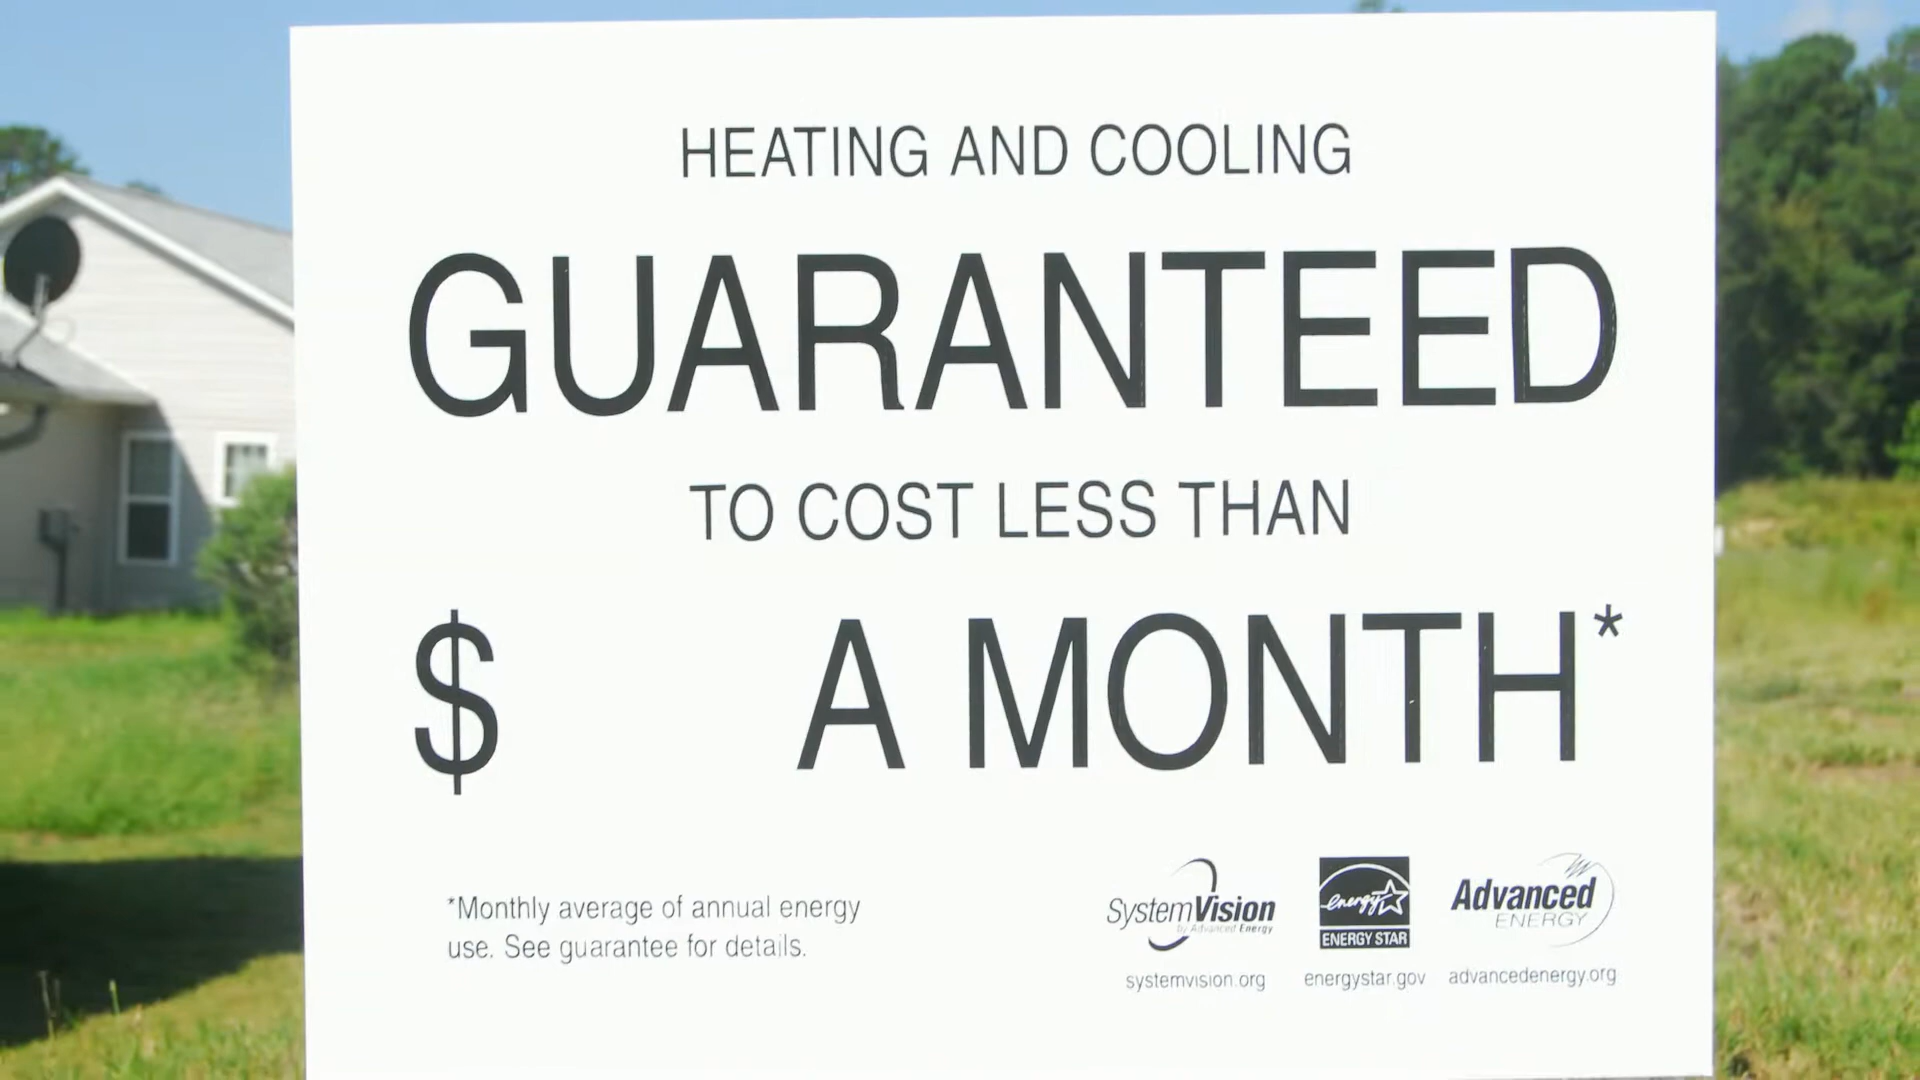 HEATING AND COOLING
GUARANTEED
TO COST LESS THAN
$ A MONTH*
*Monthly average of annual energy
use. See guarantee for details.
SystemVision
by Advanced Energy
systemvision.org
energy
ENERGY STAR
energystar.gov
Advanced
ENERGY
advancedenergy.org